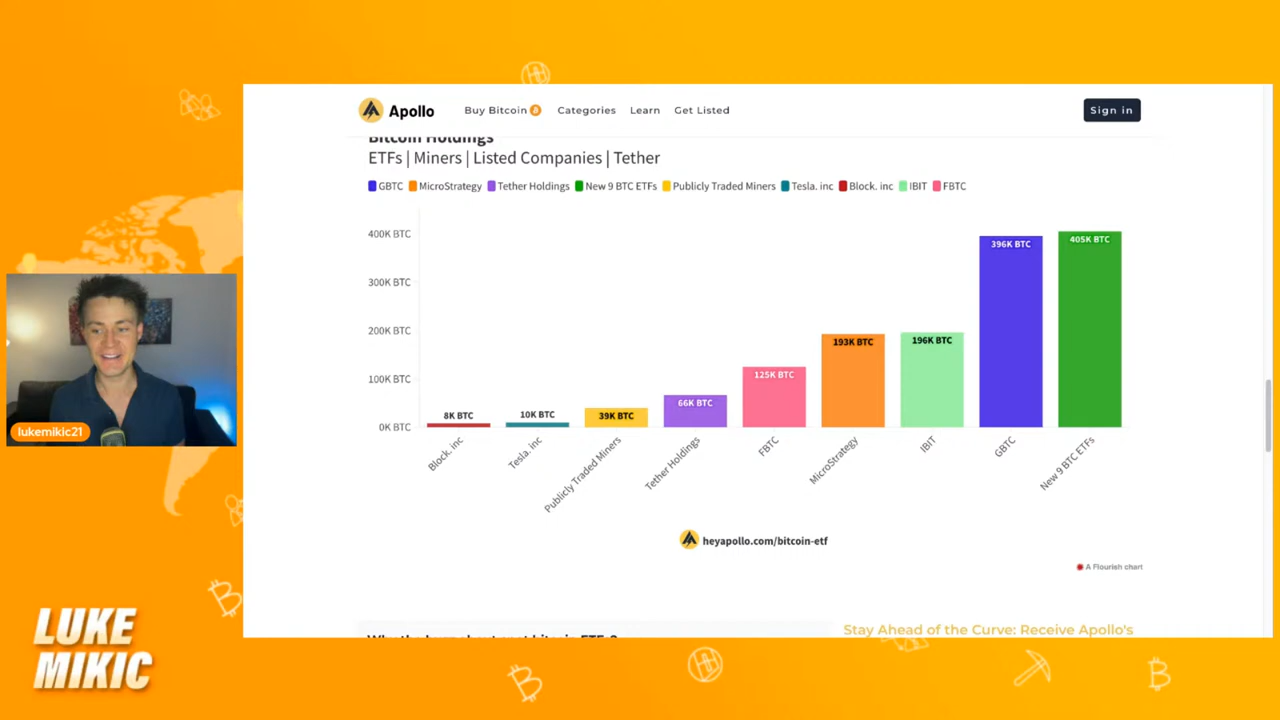 Apollo
Buy Bitcoin
Categories
Learn
Get Listed
Sign in
Bitcoin Holdings
ETFs | Miners | Listed Companies | Tether
GBTC
MicroStrategy
Tether Holdings
New 9 BTC ETFs
Publicly Traded Miners
Tesla. inc
Block. inc
IBIT
FBTC
400K BTC
300K BTC
200K BTC
100K BTC
0K BTC
8K BTC
10K BTC
39K BTC
66K BTC
125K BTC
193K BTC
196K BTC
396K BTC
405K BTC
Block. inc
Tesla. inc
Publicly Traded Miners
Tether Holdings
FBTC
MicroStrategy
IBIT
GBTC
New 9 BTC ETFs
heyapollo.com/bitcoin-etf
A Flourish chart
Stay Ahead of the Curve: Receive Apollo's
lukemikic21
LUKE
MIKIC